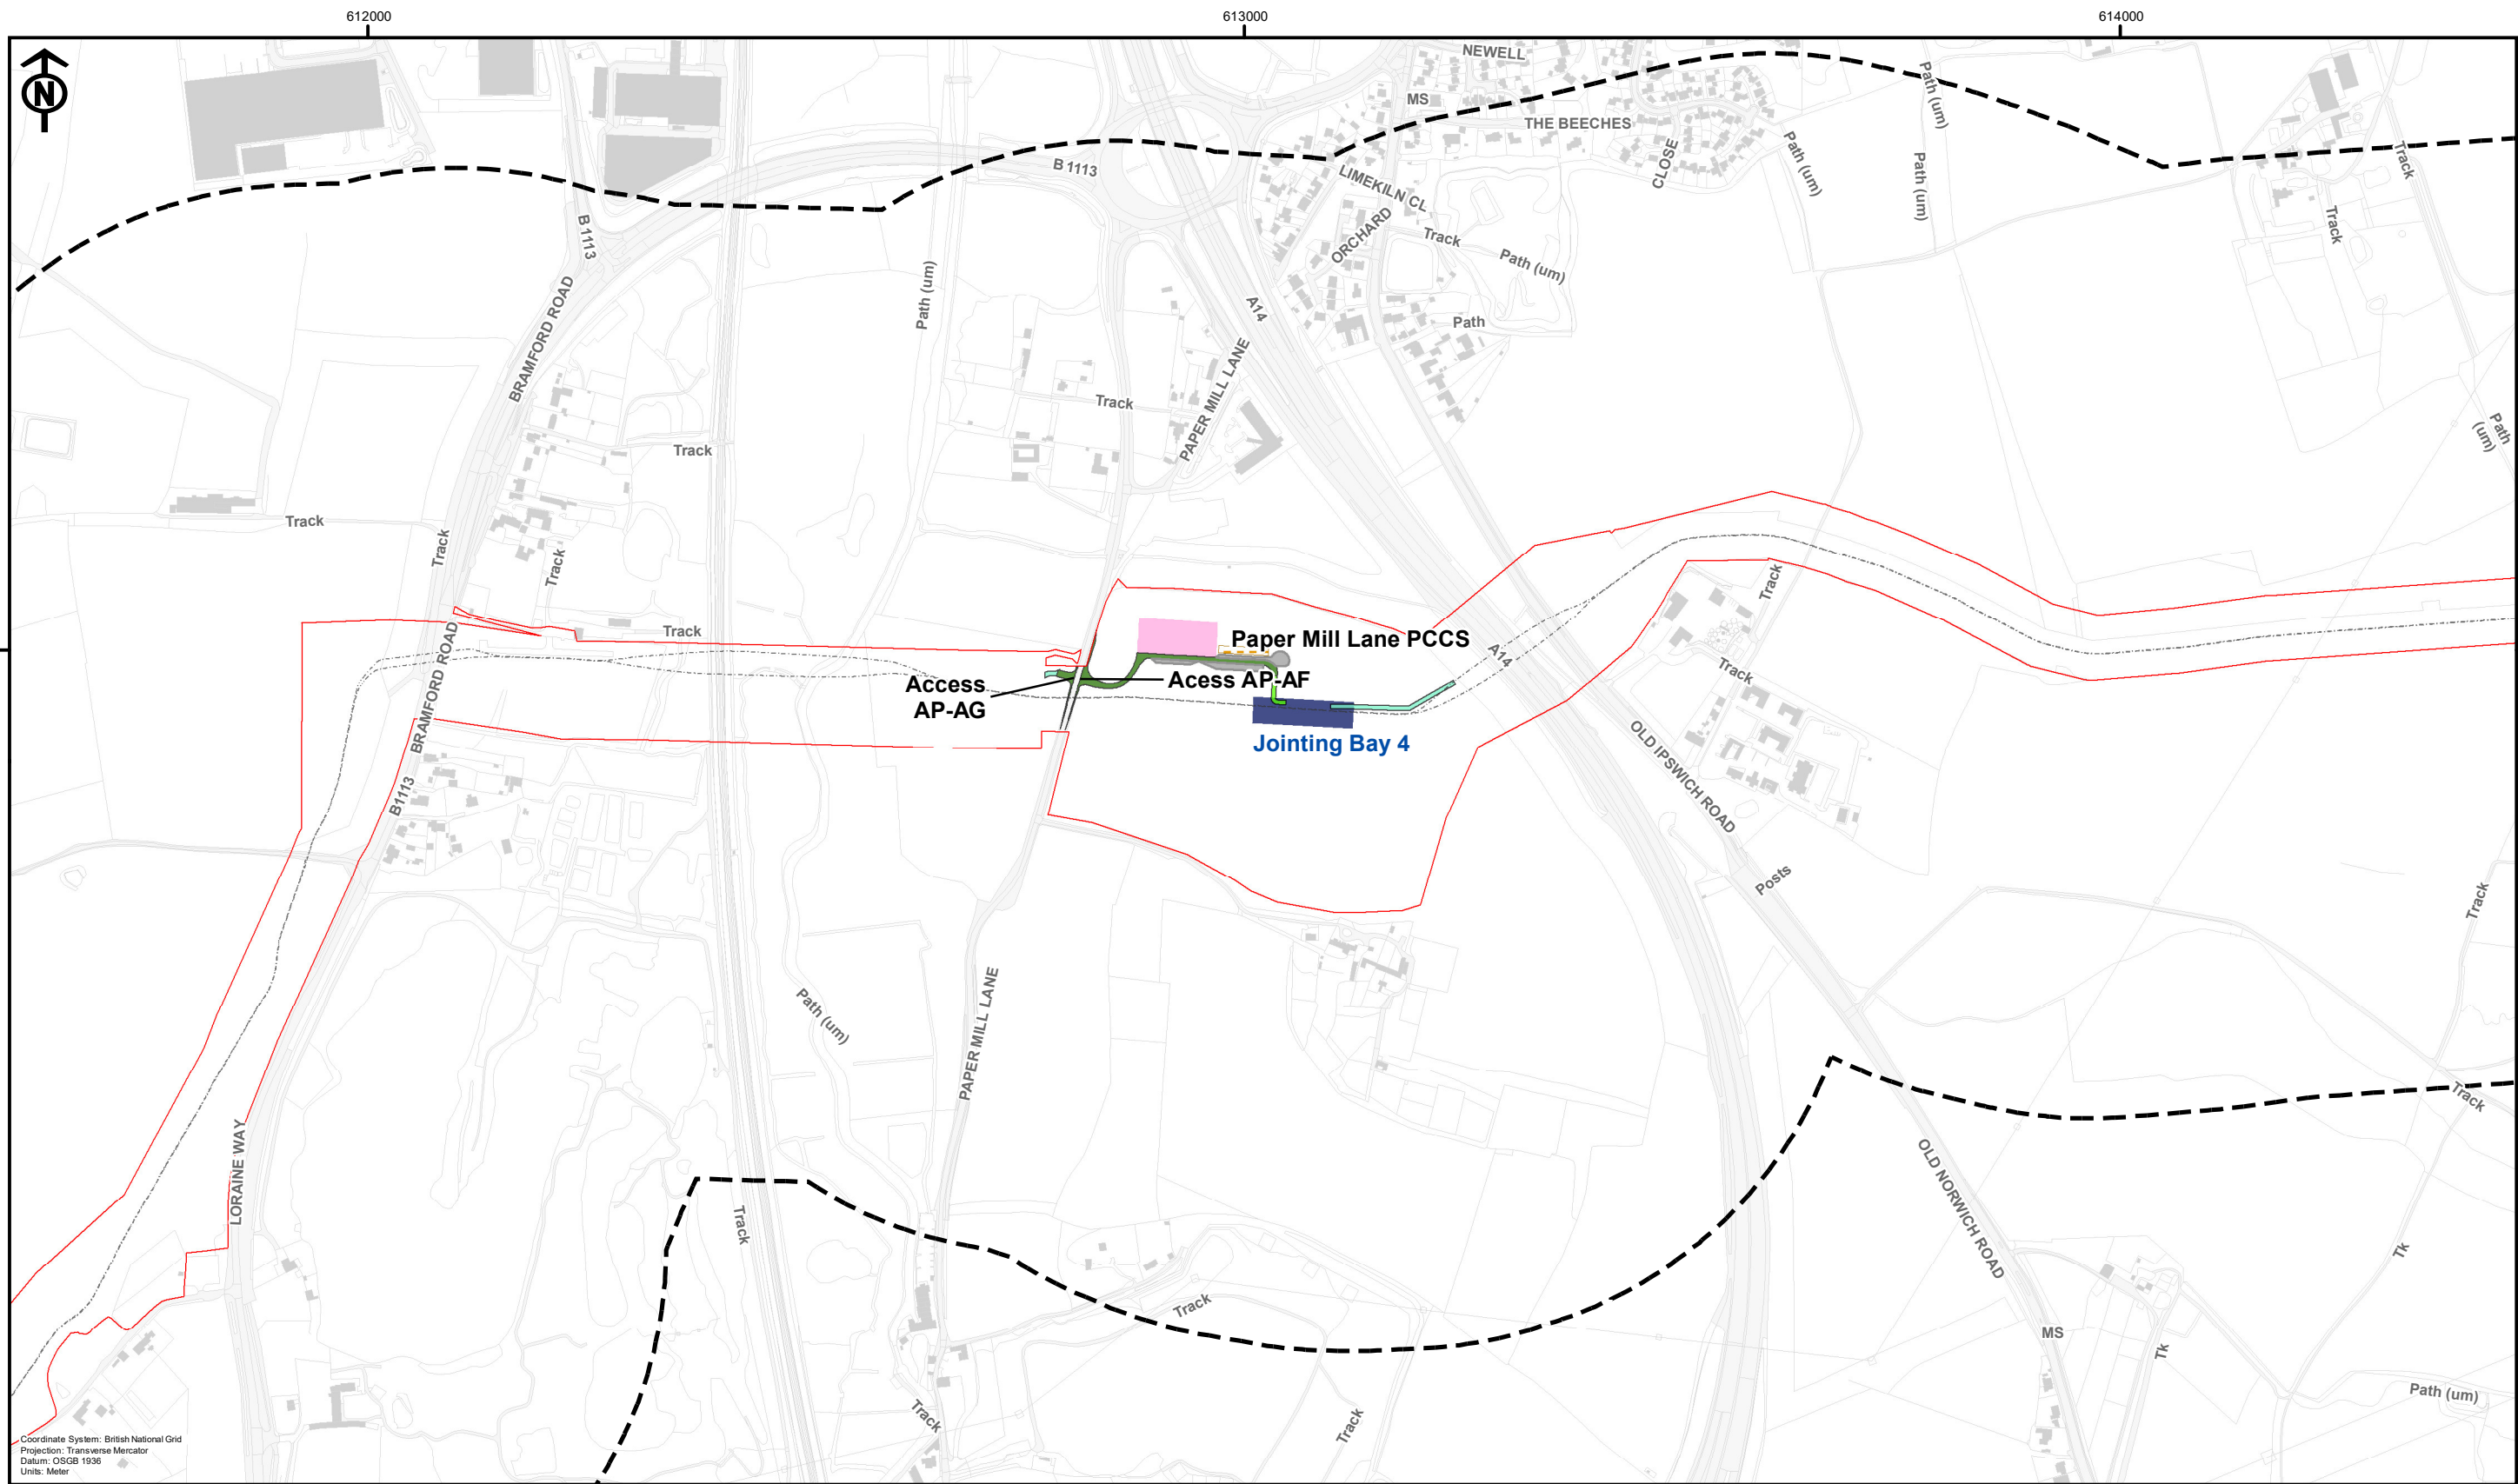 612000
613000
614000
N
NEWELL
MS
THE BEECHES
CLOSE
Path (um)
Path (um)
Path (um)
Track
Track
B 1113
B 1113
LIMEKILN CL
ORCHARD
Track
Path (um)
Path
A14
Path (um)
BRAMFORD ROAD
PAPER MILL LANE
Track
Track
Path
(um)
Track
Track
Track
Track
BRAMFORD ROAD
Track
A14
Track
Paper Mill Lane PCCS
Acess AP-AF
Access
AP-AG
Jointing Bay 4
B1113
OLD IPSWICH ROAD
Posts
Track
Path (um)
PAPER MILL LANE
LORAINE WAY
Track
Track
OLD NORWICH ROAD
Tk
Track
MS
Tk
Path (um)
Track
Track
Coordinate System: British National Grid
Projection: Transverse Mercator
Datum: OSGB 1936
Units: Meter